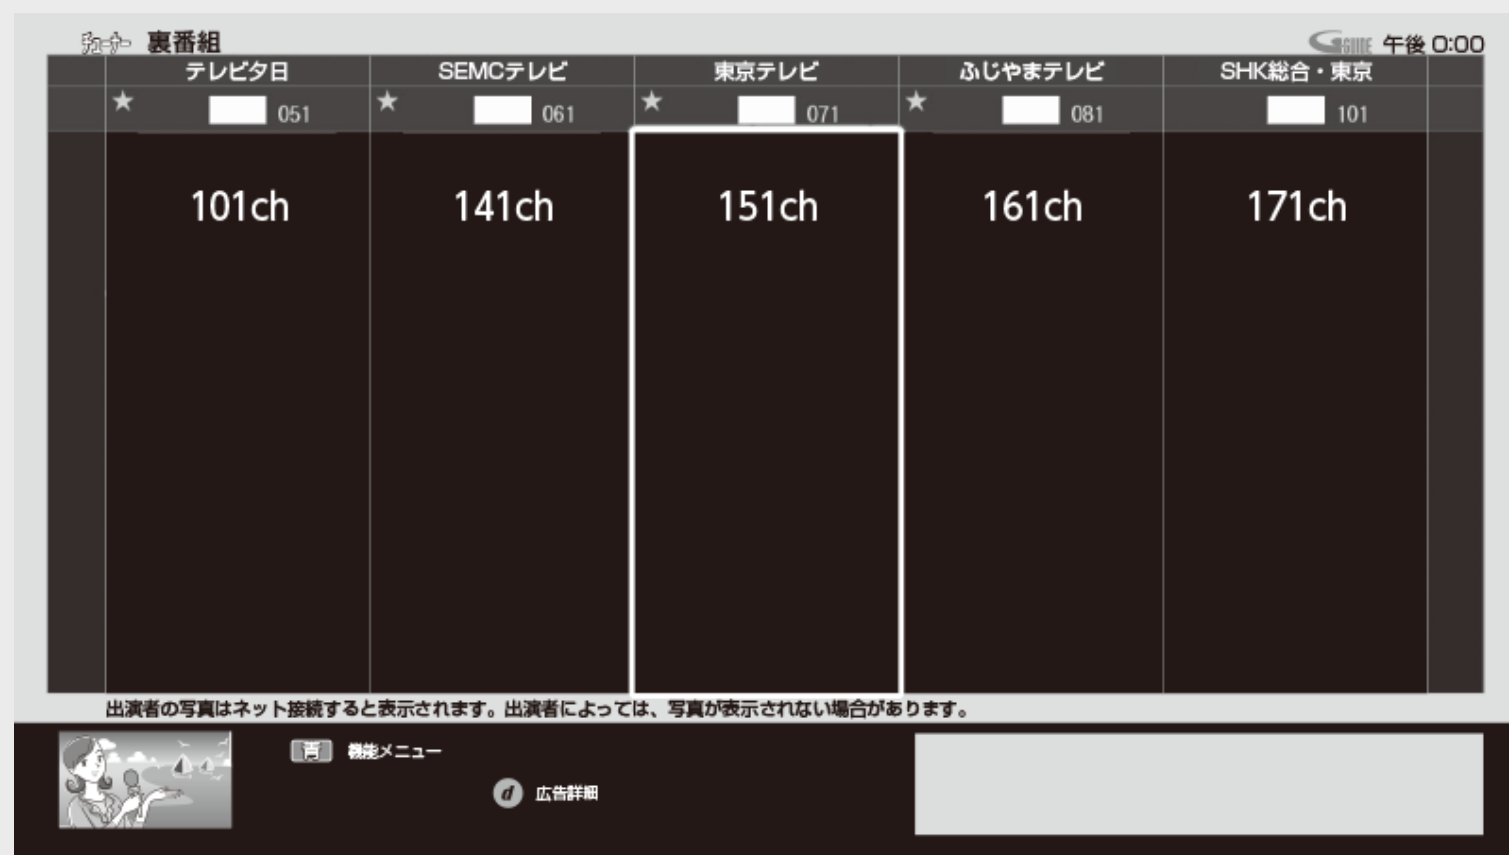 チューナー 裏番組
GGUIDE 午後 0:00
テレビ夕日 SEMCテレビ 東京テレビ ふじやまテレビ SHK総合・東京
★ 051 ★ 061 ★ 071 ★ 081 101
101ch 141ch 151ch 161ch 171ch
出演者の写真はネット接続すると表示されます。出演者によっては、写真が表示されない場合があります。
青 機能メニュー
d 広告詳細